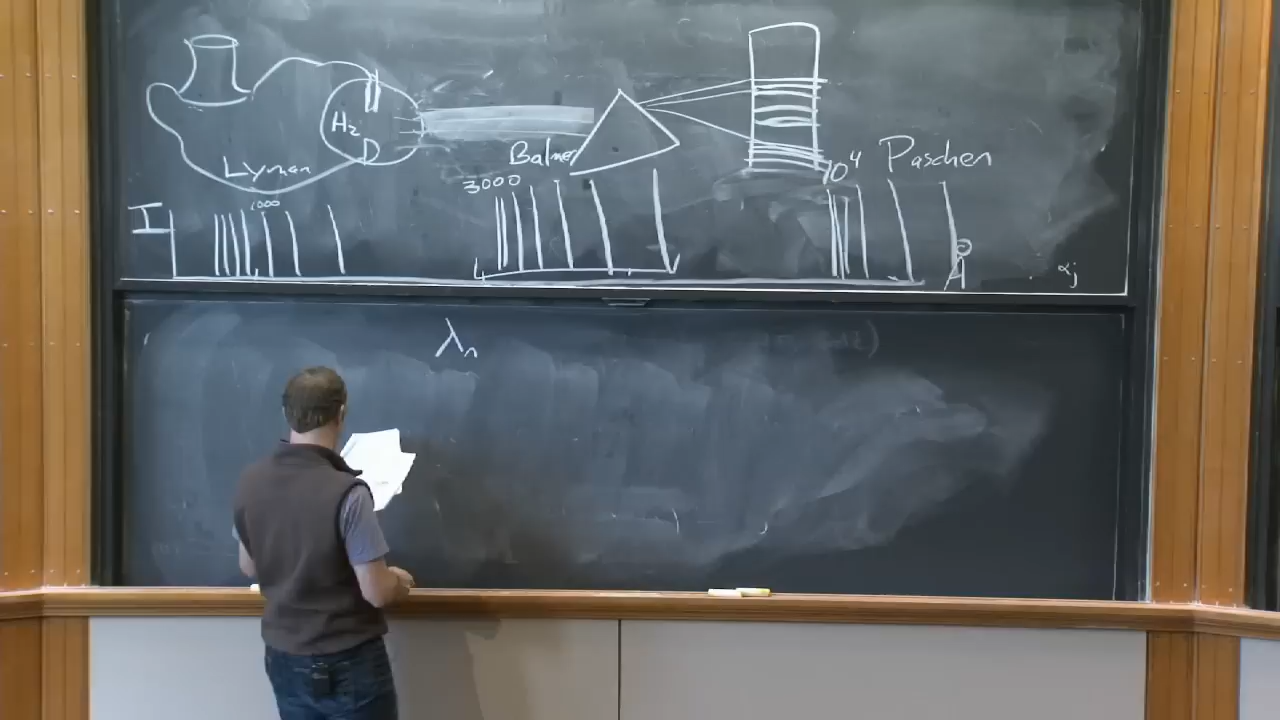 H₂
D
Lyman
Balmer
10⁴ Paschen
3000
1000
I
Å
λₙ